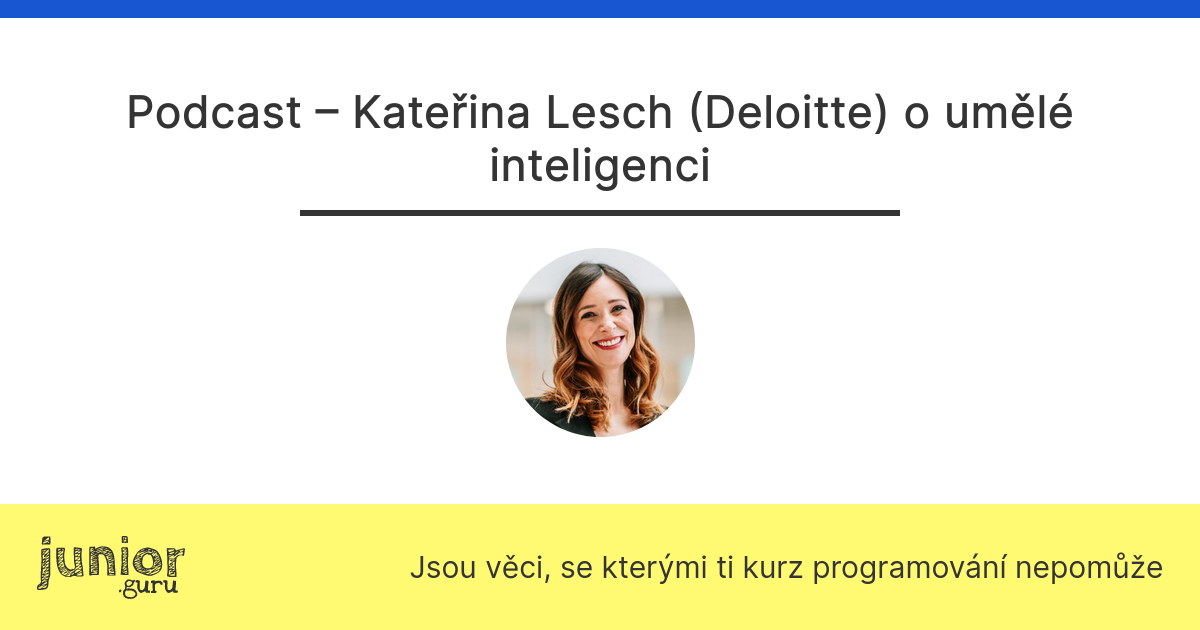 Podcast – Kateřina Lesch (Deloitte) o umělé
inteligenci
junior
.guru
Jsou věci, se kterými ti kurz programování nepomůže